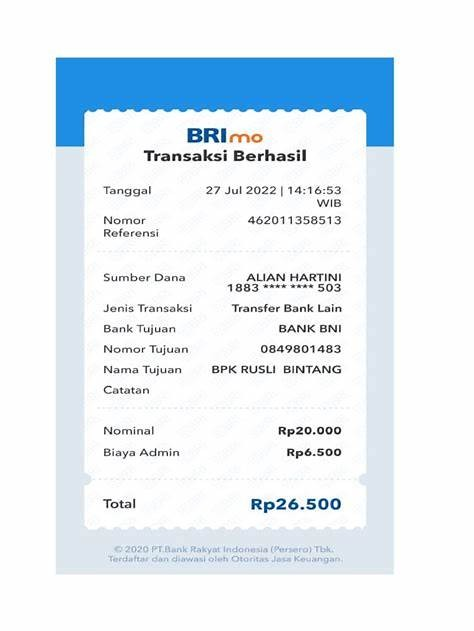 BRImo
Transaksi Berhasil
Tanggal 27 Jul 2022 | 14:16:53
WIB
Nomor 462011358513
Referensi
Sumber Dana ALIAN HARTINI
1883 **** **** 503
Jenis Transaksi Transfer Bank Lain
Bank Tujuan BANK BNI
Nomor Tujuan 0849801483
Nama Tujuan BPK RUSLI BINTANG
Catatan
Nominal Rp20.000
Biaya Admin Rp6.500
Total Rp26.500
© 2020 PT.Bank Rakyat Indonesia (Persero) Tbk.
Terdaftar dan diawasi oleh Otoritas Jasa Keuangan.